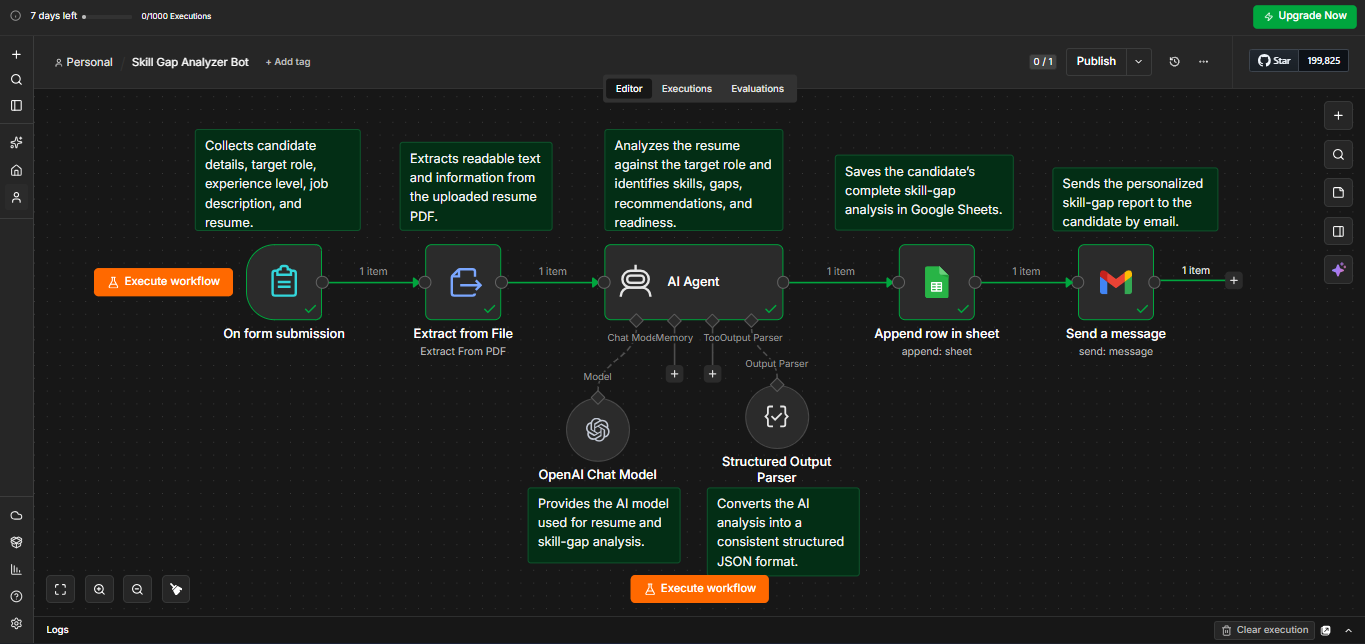 7 days left
0/1000 Executions
Upgrade Now
Personal / Skill Gap Analyzer Bot + Add tag
0 / 1
Publish
Star 199,825
Editor Executions Evaluations
Collects candidate
details, target role,
experience level, job
description, and
resume.
Extracts readable text
and information from
the uploaded resume
PDF.
Analyzes the resume
against the target role and
identifies skills, gaps,
recommendations, and
readiness.
Saves the candidate's
complete skill-gap
analysis in Google Sheets.
Sends the personalized
skill-gap report to the
candidate by email.
Execute workflow
1 item
1 item
AI Agent
1 item
1 item
1 item
On form submission
Extract from File
Extract From PDF
Append row in sheet
append: sheet
Send a message
send: message
Chat Mode
Memory
Too
Output Parser
Model
Output Parser
OpenAI Chat Model
Structured Output
Parser
Provides the AI model
used for resume and
skill-gap analysis.
Converts the AI
analysis into a
consistent structured
JSON format.
Execute workflow
Logs
Clear execution